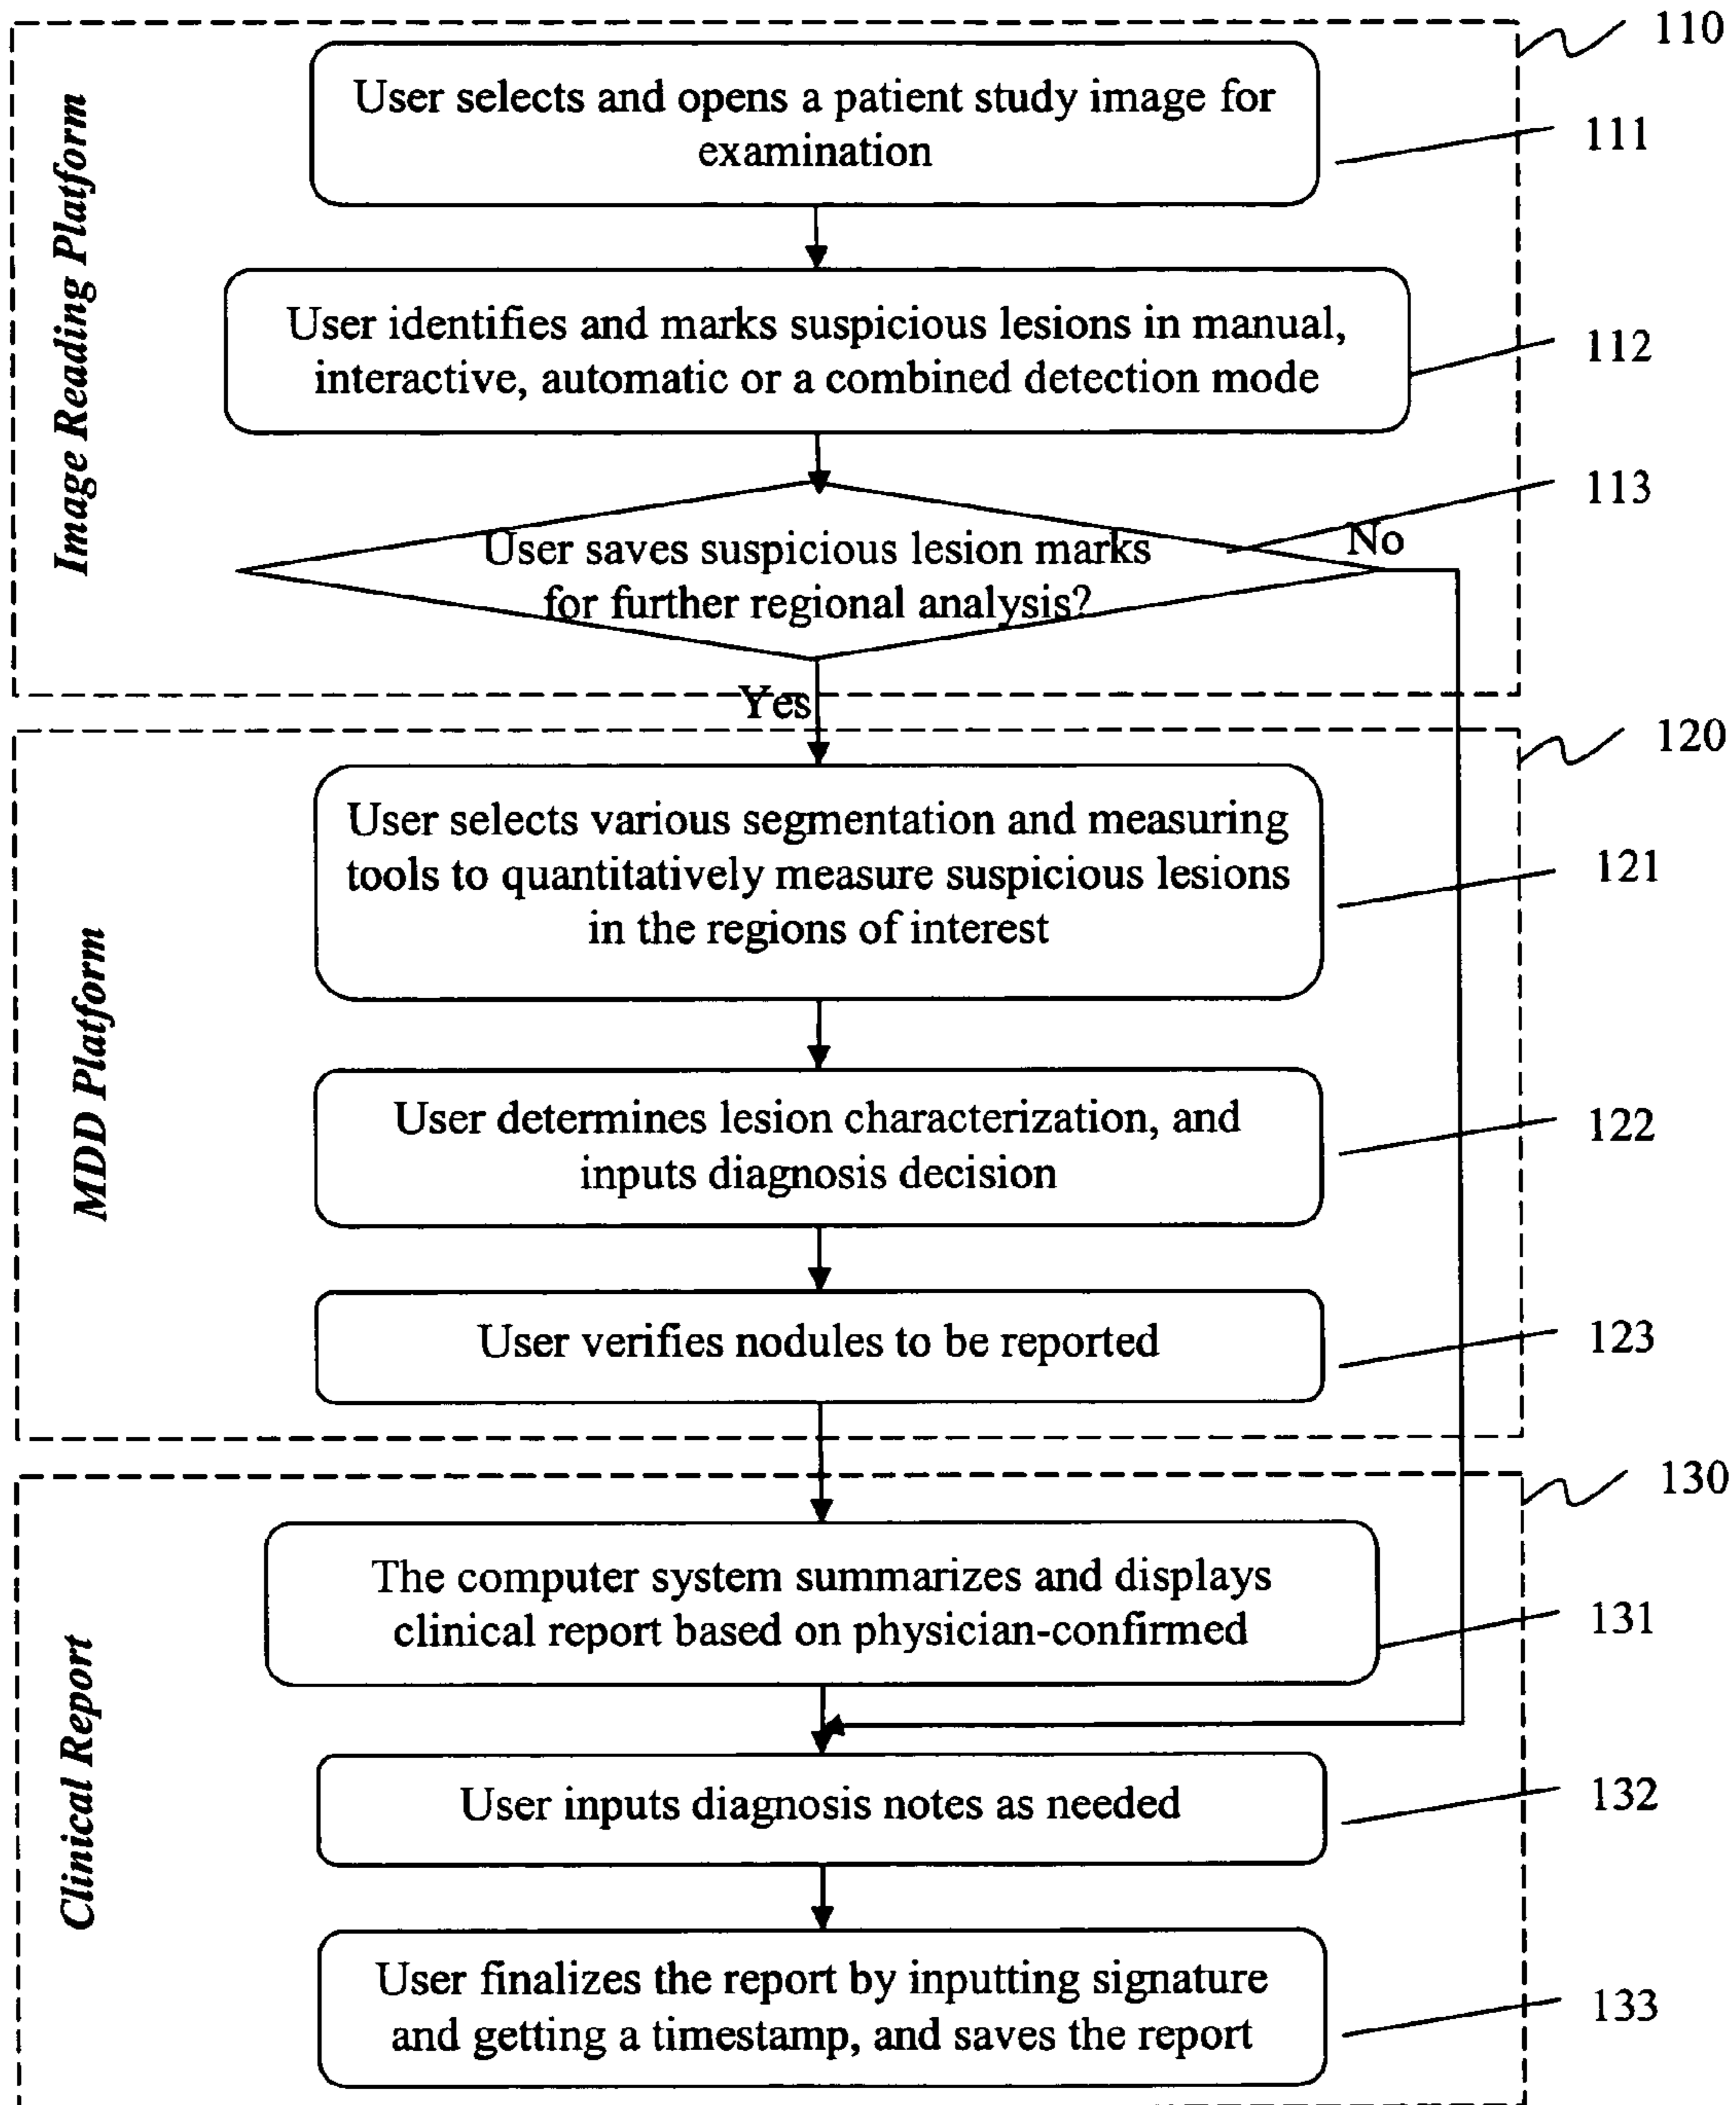 110
Image Reading Platform
User selects and opens a patient study image for
examination
111
User identifies and marks suspicious lesions in manual,
interactive, automatic or a combined detection mode
112
113
No
User saves suspicious lesion marks
for further regional analysis?
Yes
120
MDD Platform
User selects various segmentation and measuring
tools to quantitatively measure suspicious lesions
in the regions of interest
121
User determines lesion characterization, and
inputs diagnosis decision
122
User verifies nodules to be reported
123
130
Clinical Report
The computer system summarizes and displays
clinical report based on physician-confirmed
131
User inputs diagnosis notes as needed
132
User finalizes the report by inputting signature
and getting a timestamp, and saves the report
133